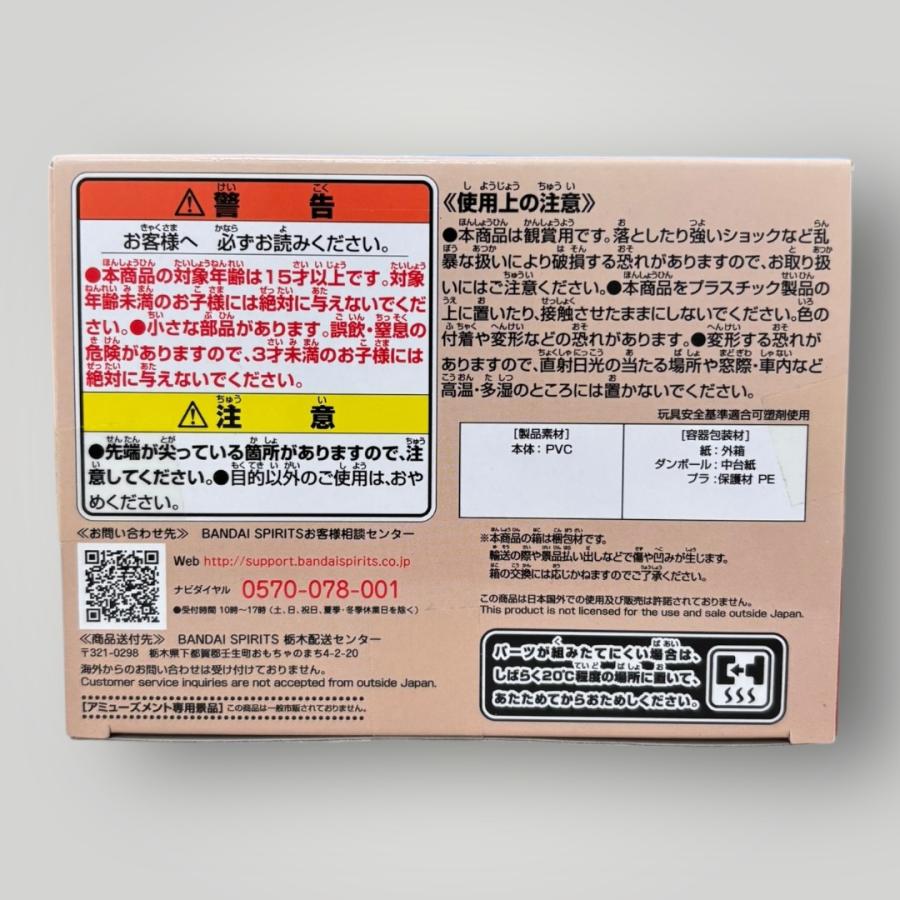 ⚠警告
お客様へ 必ずお読みください。
●本商品の対象年齢は15才以上です。対象
年齢未満のお子様には絶対に与えないでくだ
さい。●小さな部品があります。誤飲・窒息の
危険がありますので、3才未満のお子様には
絶対に与えないでください。
⚠注意
●先端が尖っている箇所がありますので、注
意してください。●目的以外のご使用は、おや
めください。
≪お問い合わせ先≫ BANDAI SPIRITSお客様相談センター
Web http://support.bandaispirits.co.jp
ナビダイヤル 0570-078-001
●受付時間 10時～17時（土、日、祝日、夏季・冬季休業日を除く）
≪商品送付先≫ BANDAI SPIRITS 栃木配送センター
〒321-0298 栃木県下都賀郡壬生町おもちゃのまち4-2-20
海外からのお問い合わせは受け付けておりません。
Customer service inquiries are not accepted from outside Japan.
[アミューズメント専用景品] この商品は一般市販されておりません。
≪使用上の注意≫
●本商品は観賞用です。落としたり強いショックなど乱
暴な扱いにより破損する恐れがありますので、お取り扱
いにはご注意ください。●本商品をプラスチック製品の
上に置いたり、接触させたままにしないでください。色の
付着や変形などの恐れがあります。●変形する恐れが
ありますので、直射日光の当たる場所や窓際・車内など
高温・多湿のところには置かないでください。
玩具安全基準適合可塑剤使用
[製品素材]
本体：PVC
[容器包装材]
紙：外箱
ダンボール：中台紙
プラ：保護材 PE
※本商品の箱は梱包材です。
輸送の際や景品払い出しなどで傷や凹みが生じます。
箱の交換には応じかねますのでご了承ください。
この商品は日本国外での使用及び販売は許諾されておりません。
This product is not licensed for the use and sale outside Japan.
パーツが組みたてにくい場合は、
しばらく20℃程度の場所に置いて、
あたためてからおためしください。